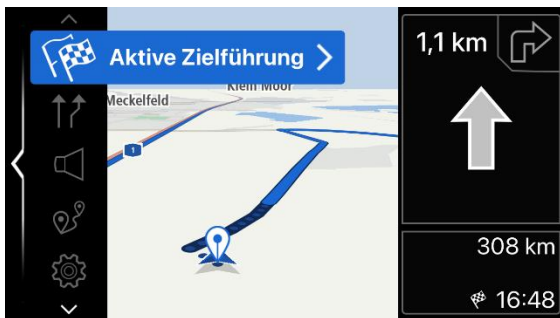 Aktive Zielführung
Klein Moor
Meckelfeld
1
1,1 km
308 km
16:48